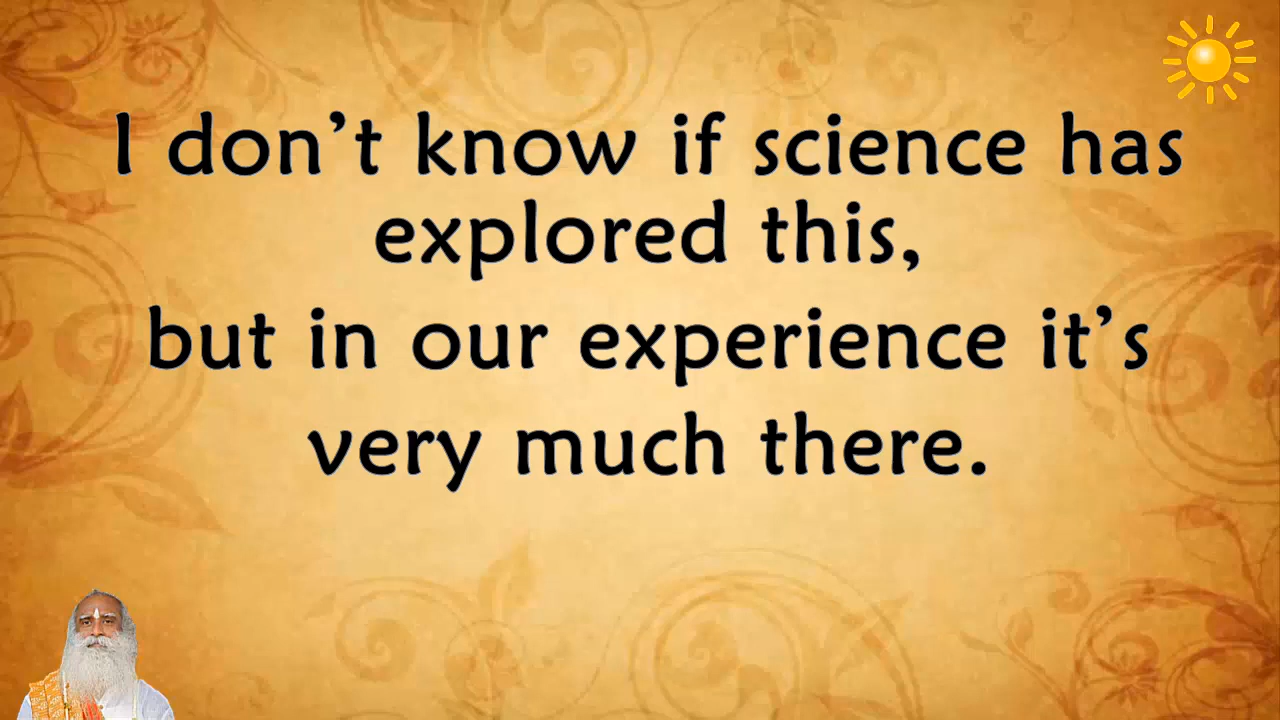 I don’t know if science has
explored this,
but in our experience it’s
very much there.